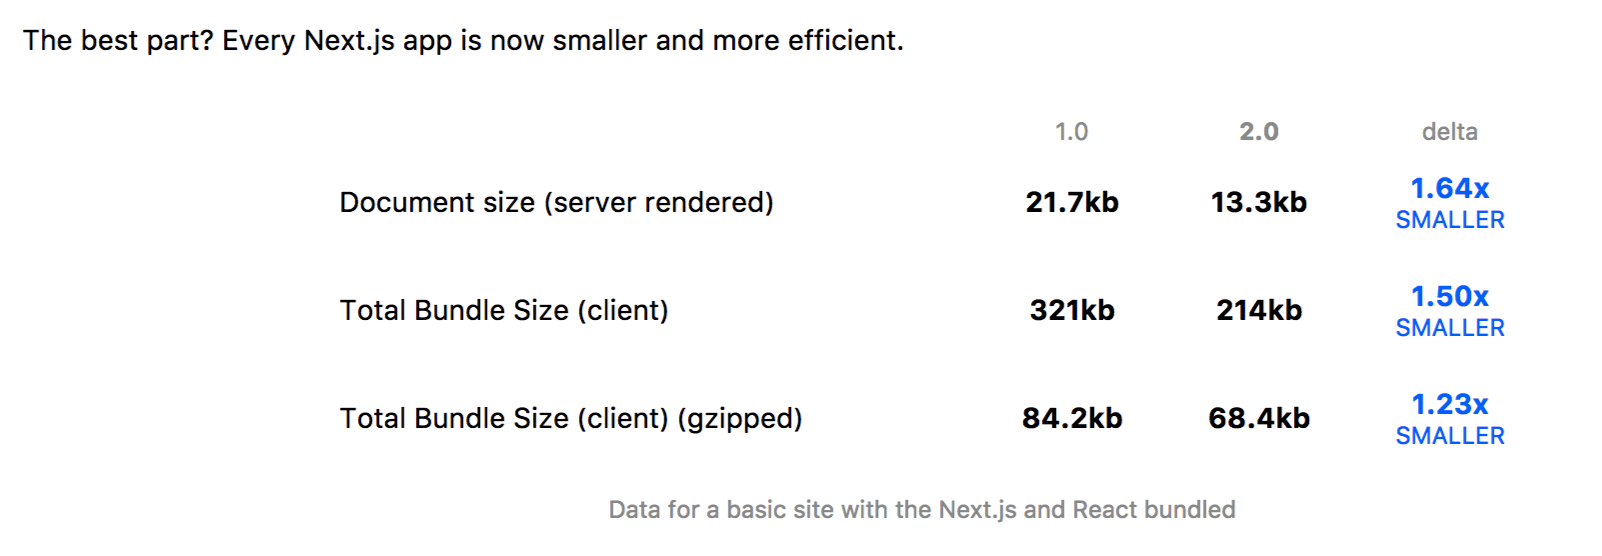 The best part? Every Next.js app is now smaller and more efficient.
1.0 2.0 delta
Document size (server rendered) 21.7kb 13.3kb 1.64x
SMALLER
Total Bundle Size (client) 321kb 214kb 1.50x
SMALLER
Total Bundle Size (client) (gzipped) 84.2kb 68.4kb 1.23x
SMALLER
Data for a basic site with the Next.js and React bundled